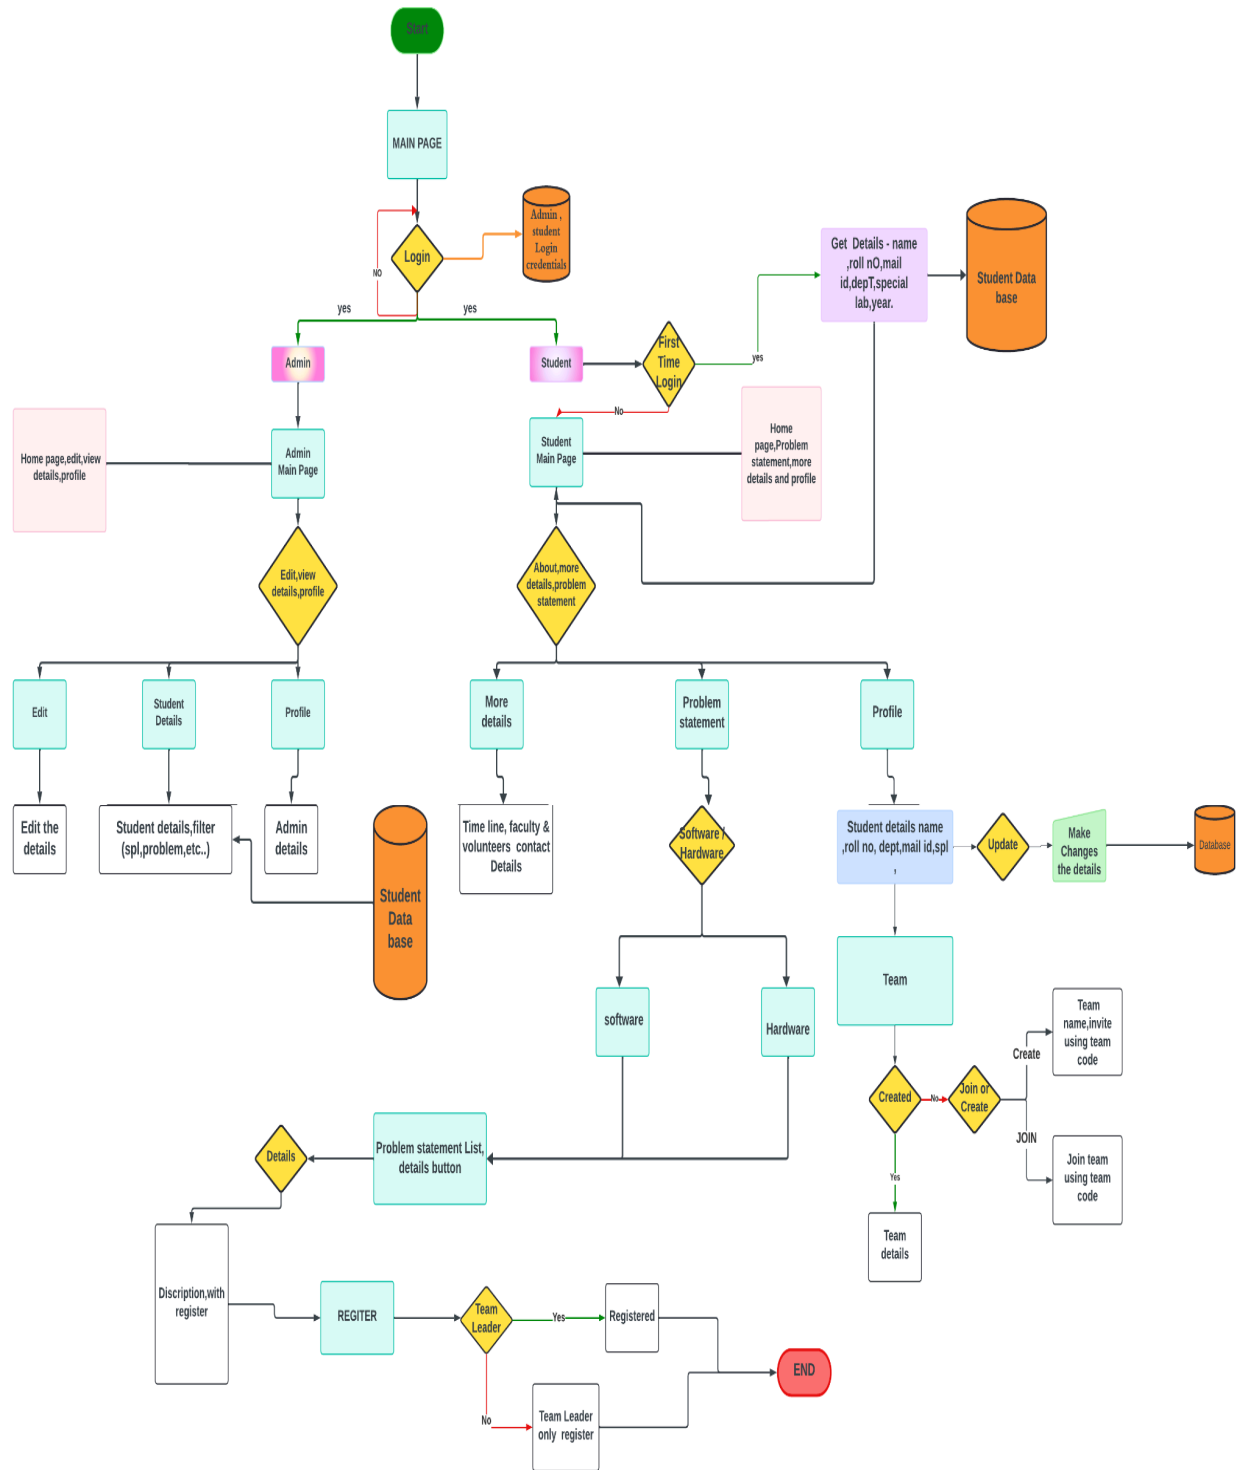 Start
MAIN PAGE
Admin ,
student
Login
credentials
Login
NO
yes
yes
Get  Details - name
,roll nO,mail
id,depT,special
lab,year.
Student Data
base
Admin
Student
First
Time
Login
yes
No
Home page,edit,view
details,profile
Admin
Main Page
Student
Main Page
Home
page,Problem
statement,more
details and profile
Edit,view
details,profile
About,more
details,problem
statement
Edit
Student
Details
Profile
More
details
Problem
statement
Profile
Edit the
details
Student details,filter
(spl,problem,etc..)
Admin
details
Student
Data
base
Time line, faculty &
volunteers  contact
Details
Software /
Hardware
Student details name
,roll no, dept,mail id,spl
,
Update
Make
Changes
the details
Database
Team
software
Hardware
Team
name,invite
using team
code
Create
Created
No
Join or
Create
JOIN
Join team
using team
code
Yes
Team
details
Problem statement List,
details button
Details
Discription,with
register
REGITER
Team
Leader
Yes
Registered
No
Team Leader
only  register
END